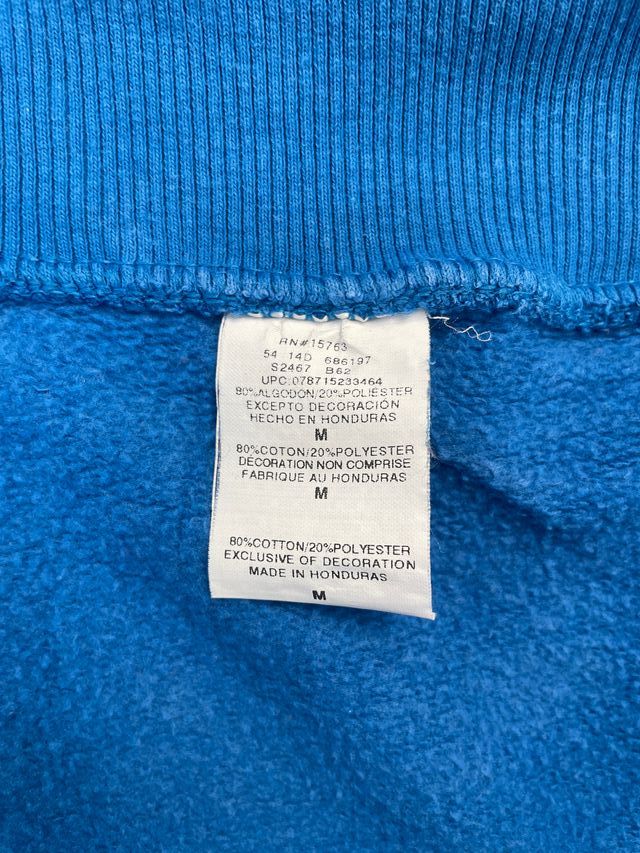 RN#15763
54 14D 686197
S2467 B62
UPC:078715233464
80%ALGODON/20%POLIESTER
EXCEPTO DECORACIÓN
HECHO EN HONDURAS
M
80%COTON/20%POLYESTER
DÉCORATION NON COMPRISE
FABRIQUE AU HONDURAS
M
80%COTTON/20%POLYESTER
EXCLUSIVE OF DECORATION
MADE IN HONDURAS
M